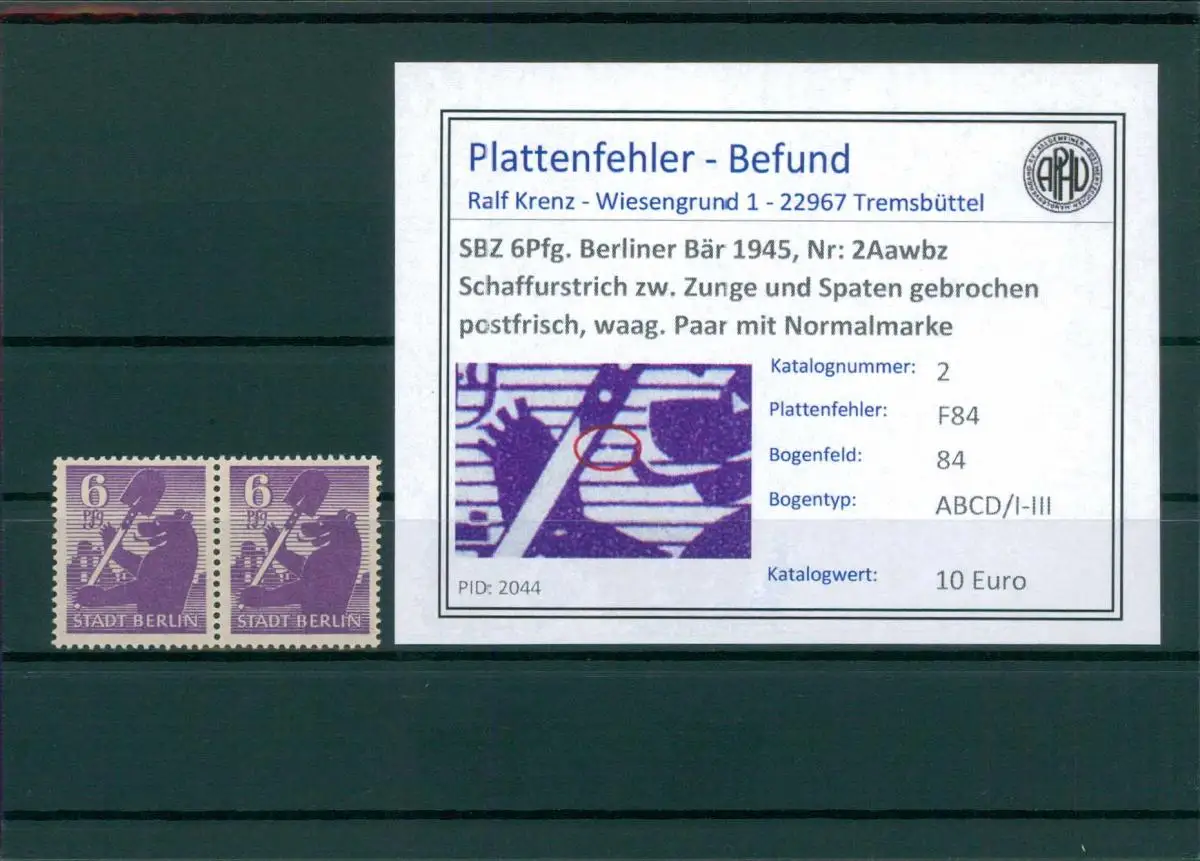 Plattenfehler - Befund
Ralf Krenz - Wiesengrund 1 - 22967 Tremsbüttel
APHV
SBZ 6Pfg. Berliner Bär 1945, Nr: 2Aawbz
Schaffurstrich zw. Zunge und Spaten gebrochen
postfrisch, waag. Paar mit Normalmarke
Katalognummer: 2
Plattenfehler: F84
Bogenfeld: 84
Bogentyp: ABCD/I-III
Katalogwert: 10 Euro
PID: 2044
6 6
Pfg Pfg
STADT BERLIN STADT BERLIN